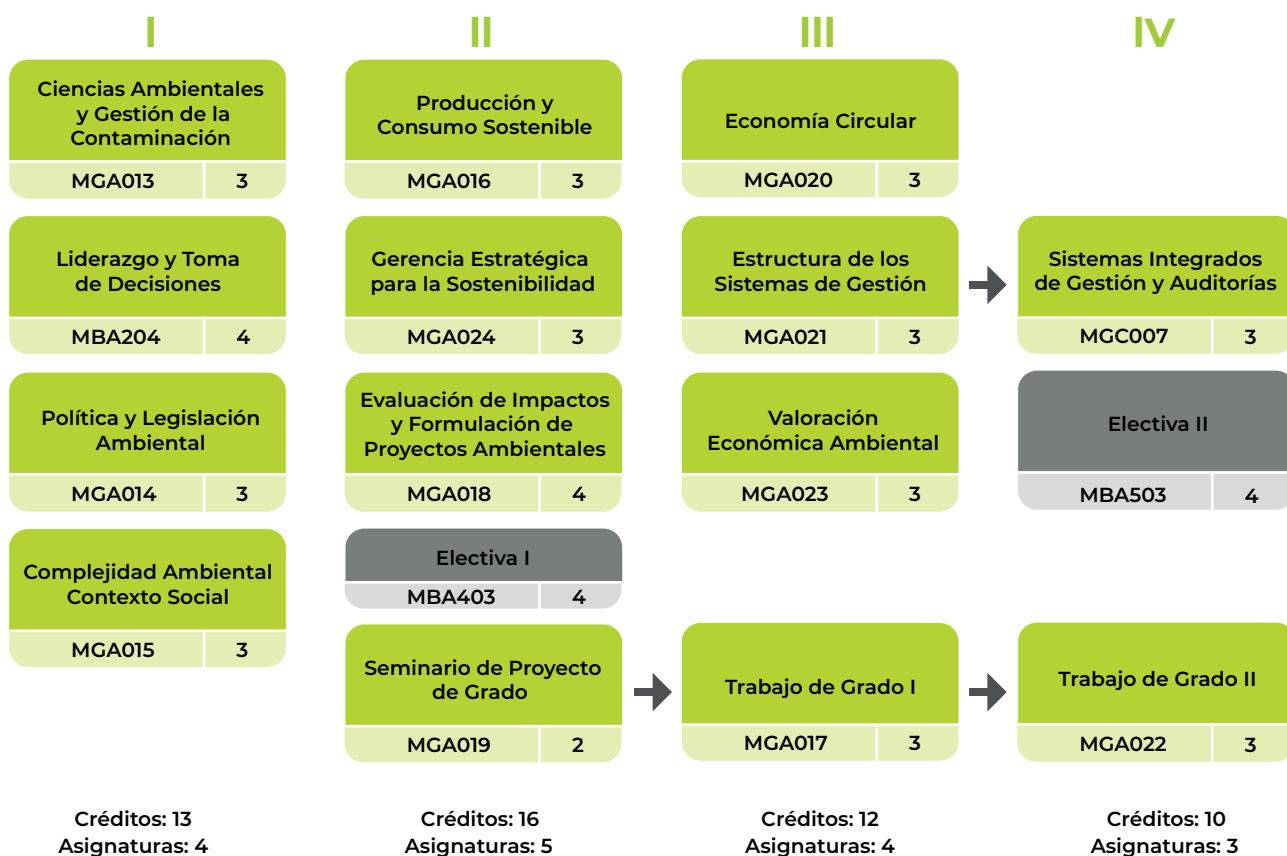 I
Ciencias Ambientales
y Gestión de la
Contaminación
MGA013 3
Liderazgo y Toma
de Decisiones
MBA204 4
Política y Legislación
Ambiental
MGA014 3
Complejidad Ambiental
Contexto Social
MGA015 3
Créditos: 13
Asignaturas: 4
II
Producción y
Consumo Sostenible
MGA016 3
Gerencia Estratégica
para la Sostenibilidad
MGA024 3
Evaluación de Impactos
y Formulación de
Proyectos Ambientales
MGA018 4
Electiva I
MBA403 4
Seminario de Proyecto
de Grado
MGA019 2
Créditos: 16
Asignaturas: 5
III
Economía Circular
MGA020 3
Estructura de los
Sistemas de Gestión
MGA021 3
Valoración
Económica Ambiental
MGA023 3
Trabajo de Grado I
MGA017 3
Créditos: 12
Asignaturas: 4
IV
Sistemas Integrados
de Gestión y Auditorías
MGC007 3
Electiva II
MBA503 4
Trabajo de Grado II
MGA022 3
Créditos: 10
Asignaturas: 3